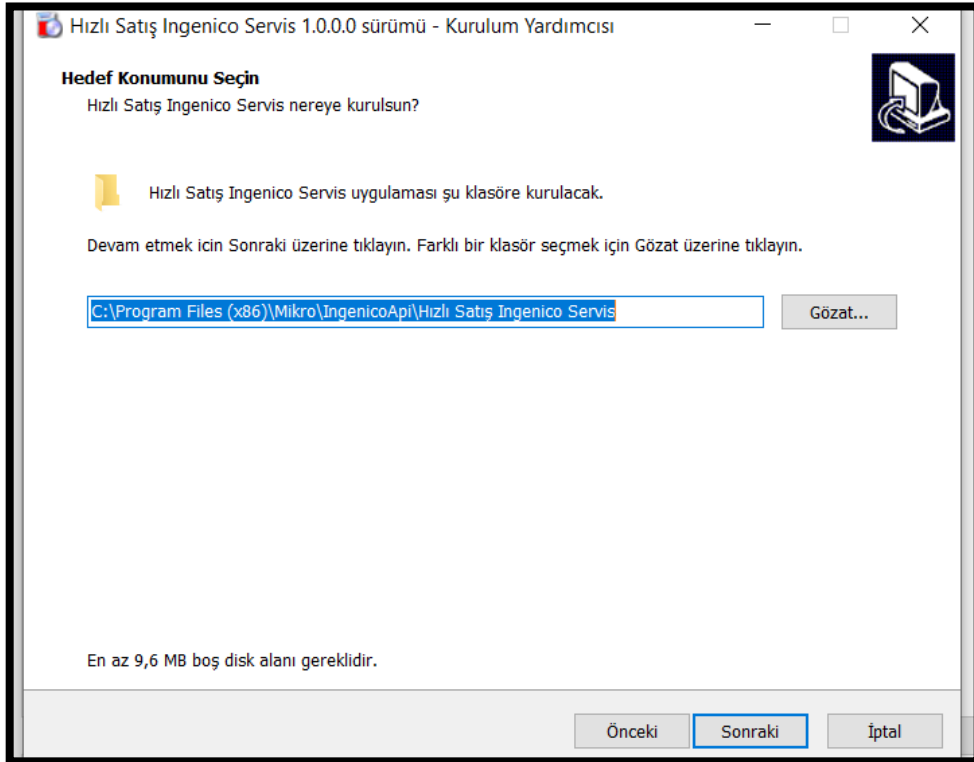 Hızlı Satış Ingenico Servis 1.0.0.0 sürümü - Kurulum Yardımcısı
Hedef Konumunu Seçin
Hızlı Satış Ingenico Servis nereye kurulsun?
Hızlı Satış Ingenico Servis uygulaması şu klasöre kurulacak.
Devam etmek icin Sonraki üzerine tıklayın. Farklı bir klasör seçmek için Gözat üzerine tıklayın.
C:\Program Files (x86)\Mikro\IngenicoApi\Hızlı Satış Ingenico Servis
Gözat...
En az 9,6 MB boş disk alanı gereklidir.
Önceki Sonraki İptal